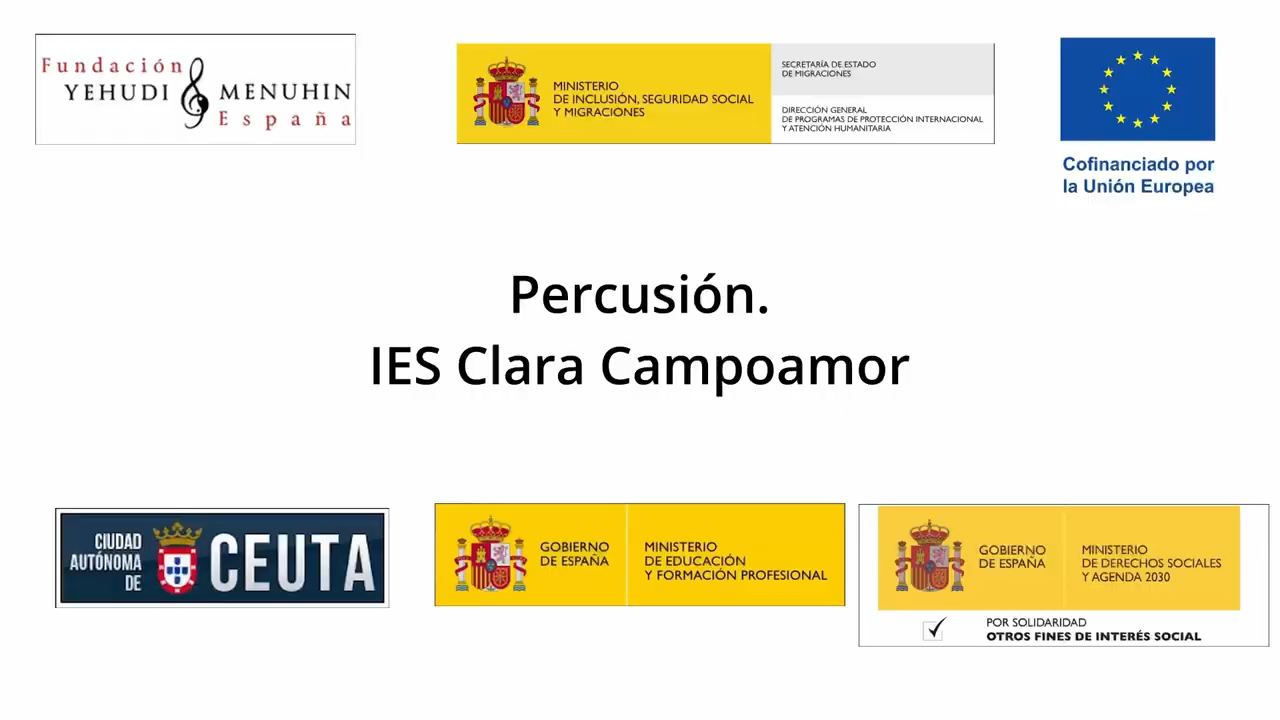 Fundación
YEHUDI MENUHIN
España
MINISTERIO
DE INCLUSIÓN, SEGURIDAD SOCIAL
Y MIGRACIONES
SECRETARÍA DE ESTADO
DE MIGRACIONES
DIRECCIÓN GENERAL
DE PROGRAMAS DE PROTECCIÓN INTERNACIONAL
Y ATENCIÓN HUMANITARIA
Cofinanciado por
la Unión Europea
Percusión.
IES Clara Campoamor
CIUDAD
AUTÓNOMA
DE
CEUTA
GOBIERNO
DE ESPAÑA
MINISTERIO
DE EDUCACIÓN
Y FORMACIÓN PROFESIONAL
GOBIERNO
DE ESPAÑA
MINISTERIO
DE DERECHOS SOCIALES
Y AGENDA 2030
POR SOLIDARIDAD
OTROS FINES DE INTERÉS SOCIAL